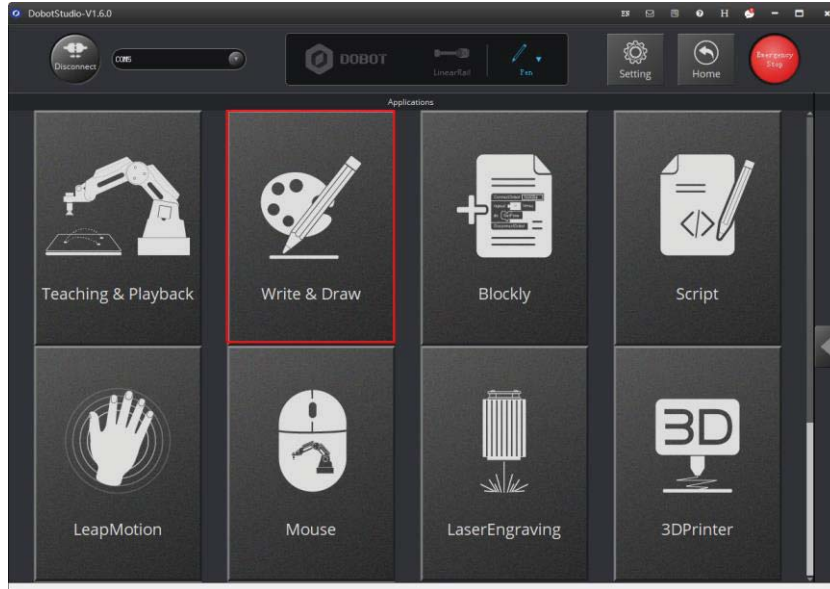 DobotStudio-V1.6.0
H
Disconnect
COM5
DOBOT
LinearRail
Pen
Setting
Home
Emergency
Stop
Applications
Teaching & Playback
Write & Draw
Blockly
Script
LeapMotion
Mouse
LaserEngraving
3D
3DPrinter